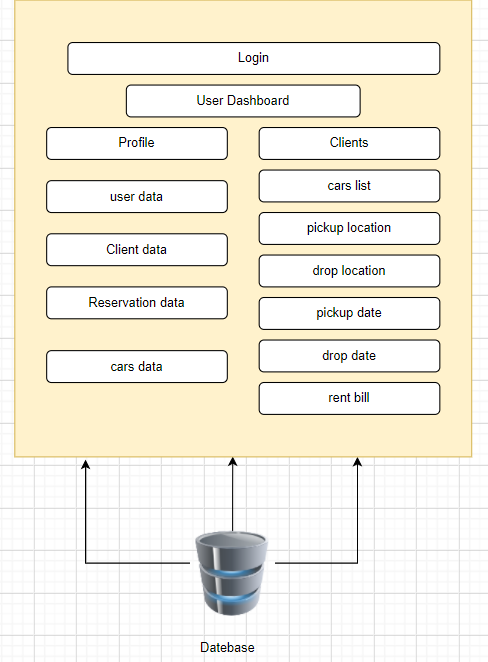 Login
User Dashboard
Profile
user data
Client data
Reservation data
cars data
Clients
cars list
pickup location
drop location
pickup date
drop date
rent bill
Datebase